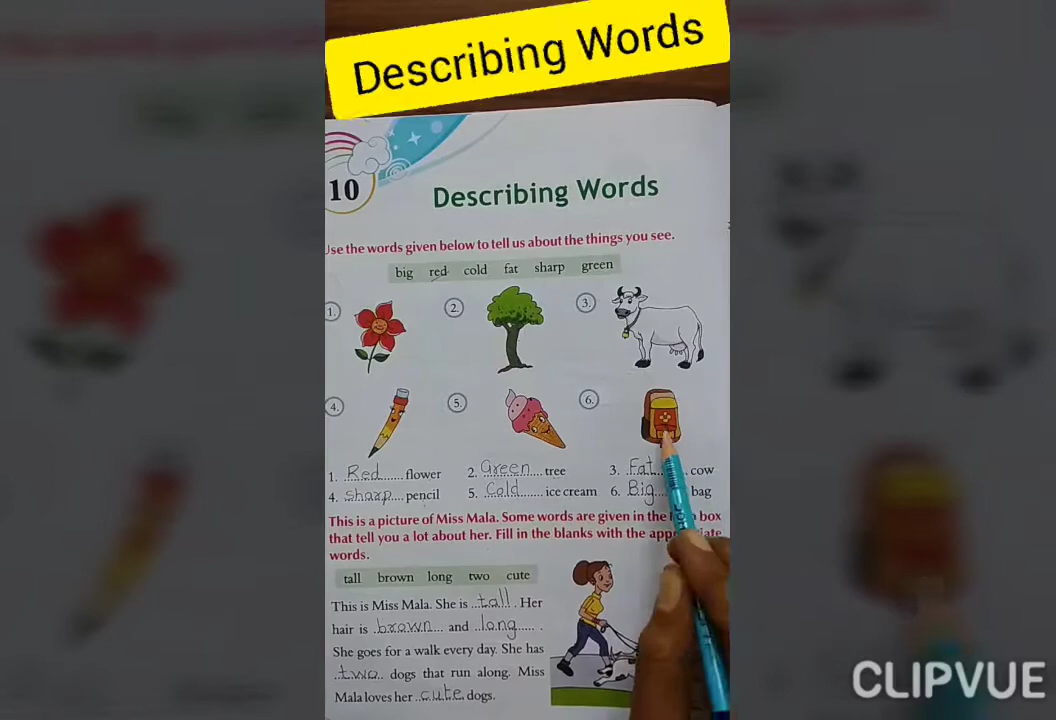 Describing Words
10
Describing Words
Use the words given below to tell us about the things you see.
big red cold fat sharp green
1. 2. 3.
4. 5. 6.
1. Red flower 2. Green tree 3. Fat cow
4. sharp pencil 5. Cold ice cream 6. Big bag
This is a picture of Miss Mala. Some words are given in the box
that tell you a lot about her. Fill in the blanks with the
words.
tall brown long two cute
This is Miss Mala. She is tall. Her
hair is brown and long.
She goes for a walk every day. She has
two dogs that run along. Miss
Mala loves her cute dogs.
CLIPVUE